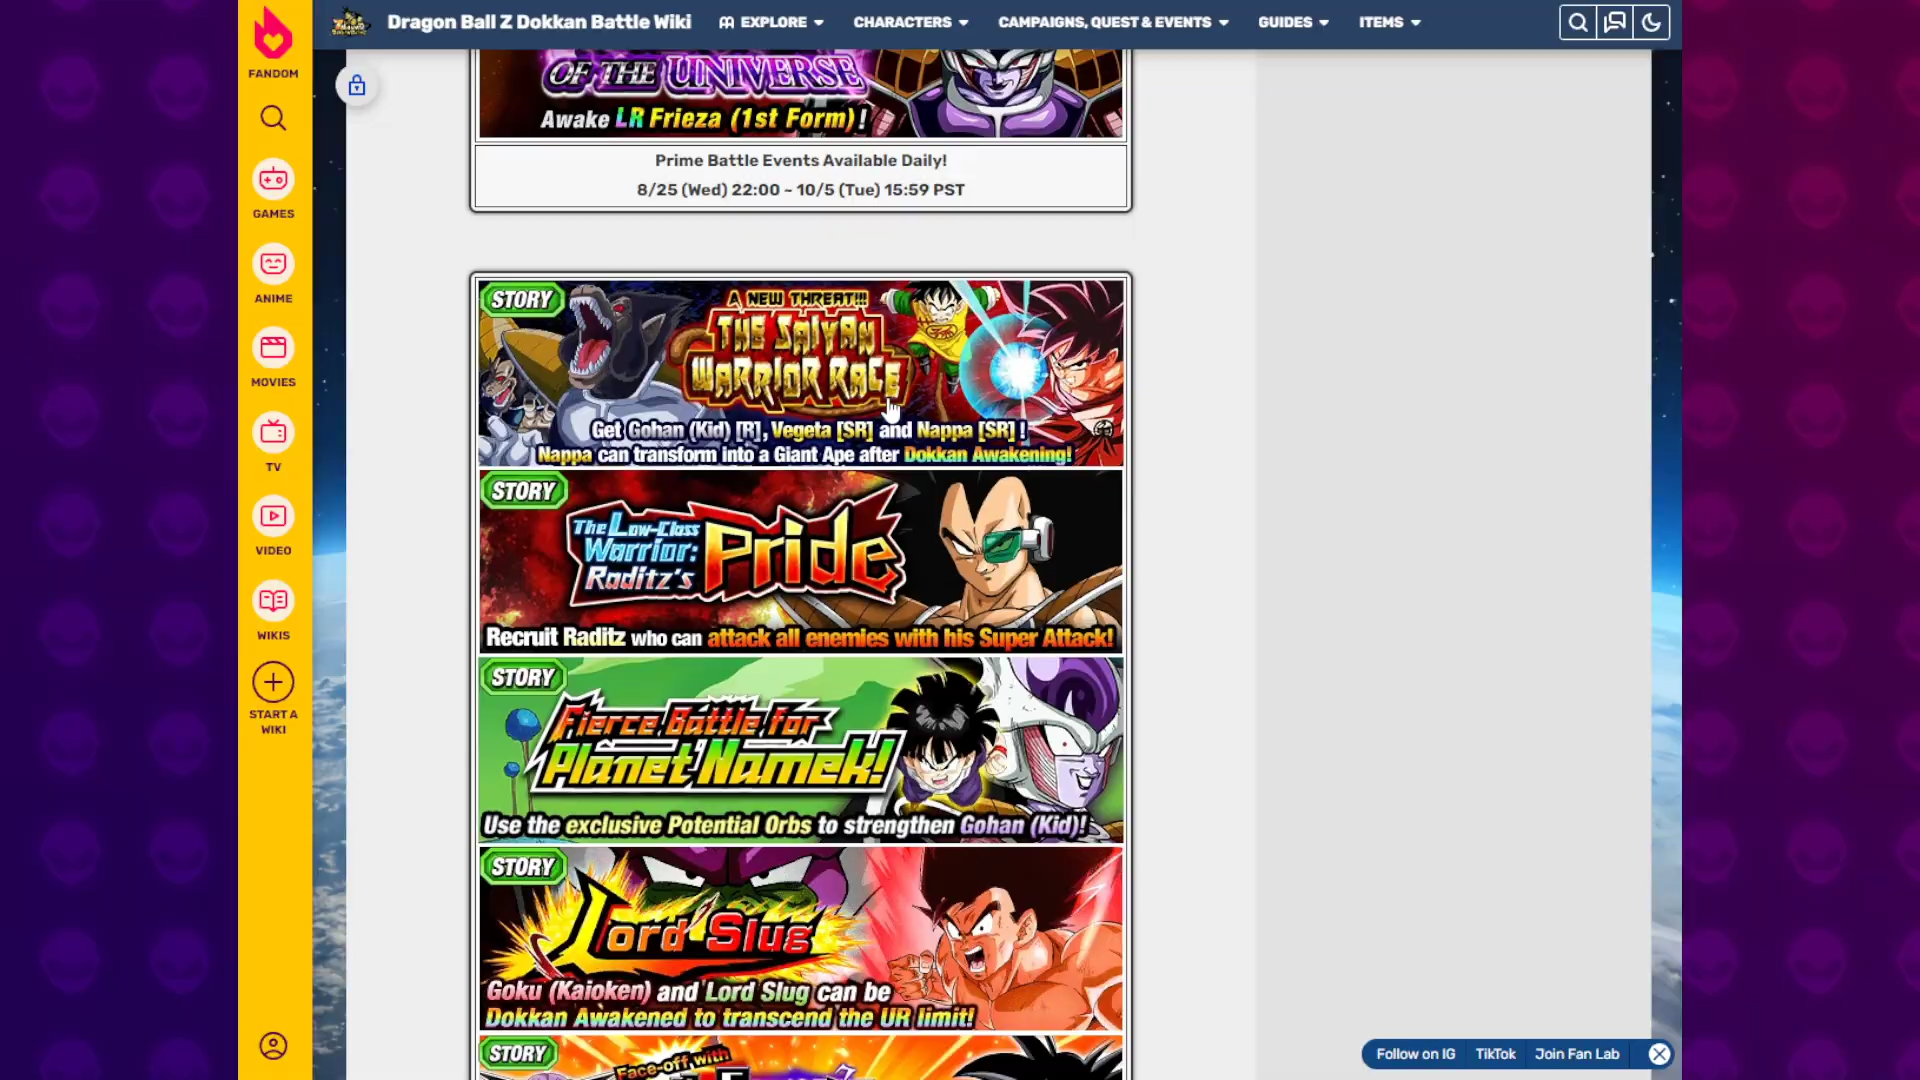 FANDOM
GAMES
ANIME
MOVIES
TV
VIDEO
WIKIS
START A
WIKI
Dragon Ball Z Dokkan Battle Wiki
EXPLORE
CHARACTERS
CAMPAIGNS, QUEST & EVENTS
GUIDES
ITEMS
OF THE UNIVERSE
Awake LR Frieza (1st Form)!
Prime Battle Events Available Daily!
8/25 (Wed) 22:00 ~ 10/5 (Tue) 15:59 PST
STORY
A NEW THREAT!!!
THE SAIYAN
WARRIOR RACE
Get Gohan (Kid) [R], Vegeta [SR] and Nappa [SR]!
Nappa can transform into a Giant Ape after Dokkan Awakening!
STORY
The Low-Class
Warrior:
Raditz's
Pride
Recruit Raditz who can attack all enemies with his Super Attack!
STORY
Fierce Battle for
Planet Namek!
Use the exclusive Potential Orbs to strengthen Gohan (Kid)!
STORY
Lord Slug
Goku (Kaioken) and Lord Slug can be
Dokkan Awakened to transcend the UR limit!
STORY
Face-off with
Follow on IG
TikTok
Join Fan Lab